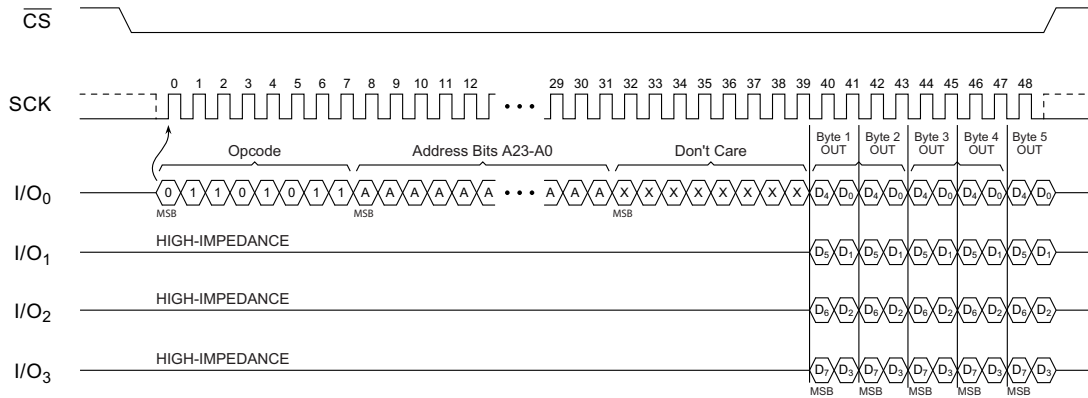 CS
0 1 2 3 4 5 6 7 8 9 10 11 12 29 30 31 32 33 34 35 36 37 38 39 40 41 42 43 44 45 46 47 48
SCK • • •
Byte 1 OUT Byte 2 OUT Byte 3 OUT Byte 4 OUT Byte 5 OUT
Opcode Address Bits A23-A0 Don't Care
I/O₀ 0 1 1 0 1 0 1 1 A A A A A A • • • A A A X X X X X X X X D₄ D₀ D₄ D₀ D₄ D₀ D₄ D₀ D₄ D₀
MSB MSB MSB
HIGH-IMPEDANCE
I/O₁ D₅ D₁ D₅ D₀ D₅ D₁ D₅ D₁ D₅ D₁
HIGH-IMPEDANCE
I/O₂ D₆ D₂ D₆ D₂ D₆ D₂ D₆ D₂ D₆ D₂
HIGH-IMPEDANCE
I/O₃ D₇ D₃ D₇ D₃ D₇ D₃ D₇ D₃ D₇ D₃
MSB MSB MSB MSB MSB